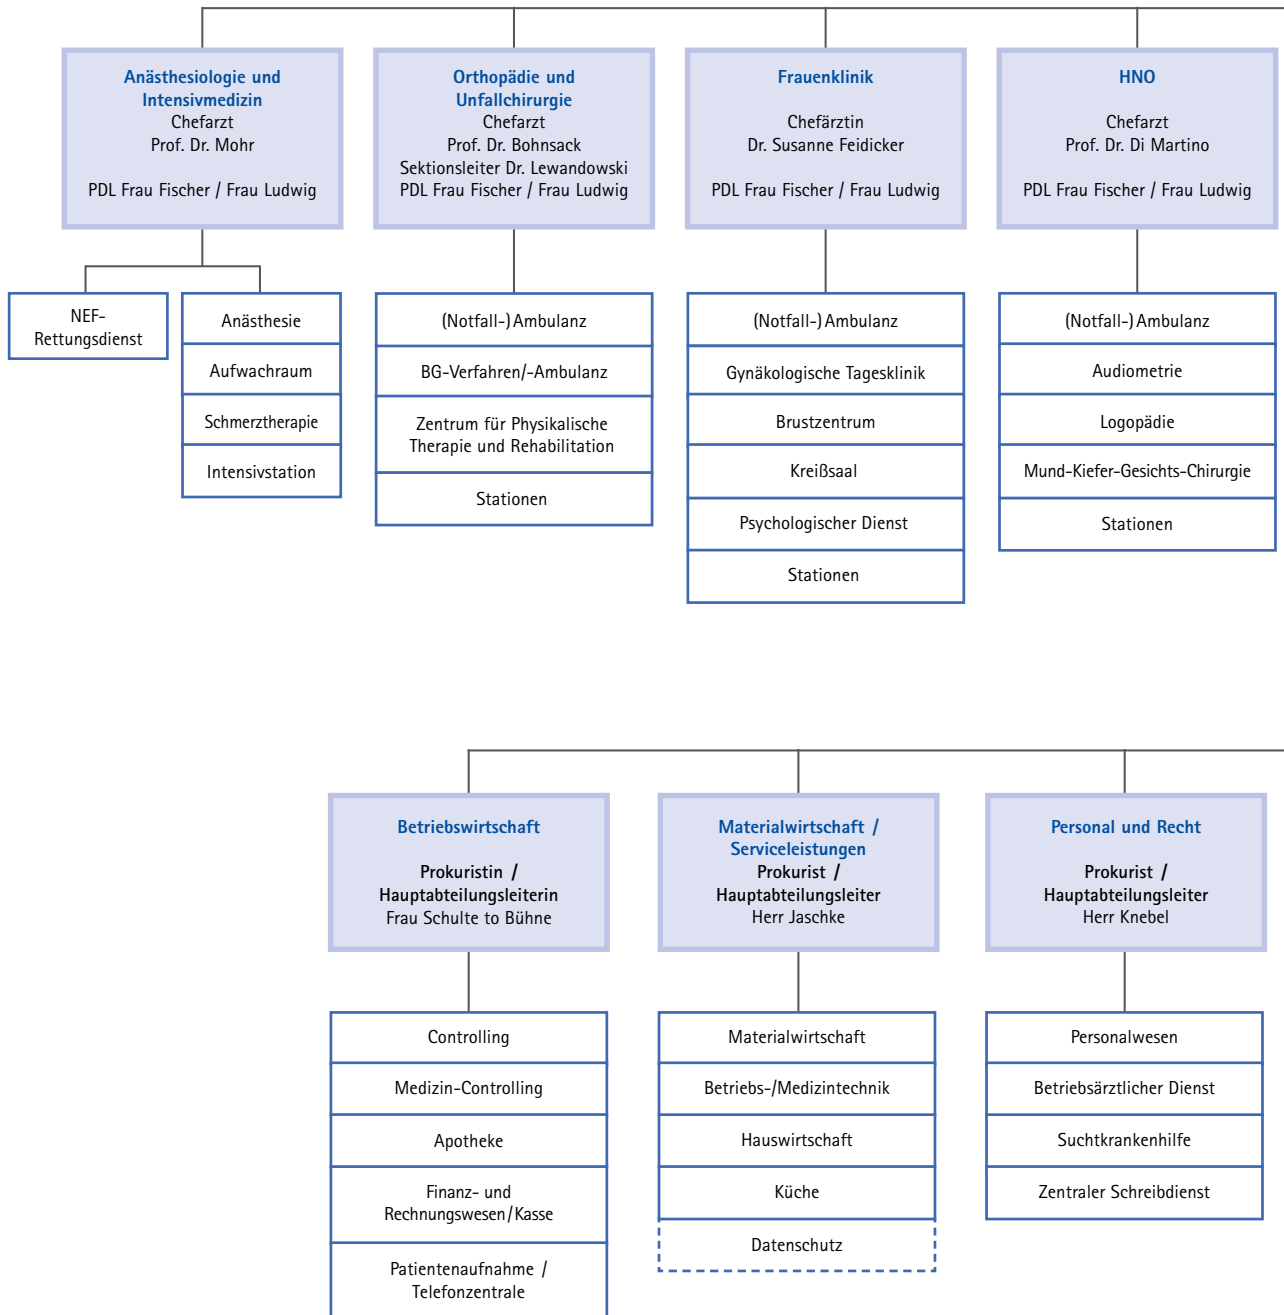 Anästhesiologie und
Intensivmedizin
Chefarzt
Prof. Dr. Mohr
PDL Frau Fischer / Frau Ludwig
Orthopädie und
Unfallchirurgie
Chefarzt
Prof. Dr. Bohnsack
Sektionsleiter Dr. Lewandowski
PDL Frau Fischer / Frau Ludwig
Frauenklinik
Chefärztin
Dr. Susanne Feidicker
PDL Frau Fischer / Frau Ludwig
HNO
Chefarzt
Prof. Dr. Di Martino
PDL Frau Fischer / Frau Ludwig
NEF-
Rettungsdienst
Anästhesie
Aufwachraum
Schmerztherapie
Intensivstation
(Notfall-) Ambulanz
BG-Verfahren/-Ambulanz
Zentrum für Physikalische
Therapie und Rehabilitation
Stationen
(Notfall-) Ambulanz
Gynäkologische Tagesklinik
Brustzentrum
Kreißsaal
Psychologischer Dienst
Stationen
(Notfall-) Ambulanz
Audiometrie
Logopädie
Mund-Kiefer-Gesichts-Chirurgie
Stationen
Betriebswirtschaft
Prokuristin /
Hauptabteilungsleiterin
Frau Schulte to Bühne
Materialwirtschaft /
Serviceleistungen
Prokurist /
Hauptabteilungsleiter
Herr Jaschke
Personal und Recht
Prokurist /
Hauptabteilungsleiter
Herr Knebel
Controlling
Medizin-Controlling
Apotheke
Finanz- und
Rechnungswesen/Kasse
Patientenaufnahme /
Telefonzentrale
Materialwirtschaft
Betriebs-/Medizintechnik
Hauswirtschaft
Küche
Datenschutz
Personalwesen
Betriebsärztlicher Dienst
Suchtkrankenhilfe
Zentraler Schreibdienst